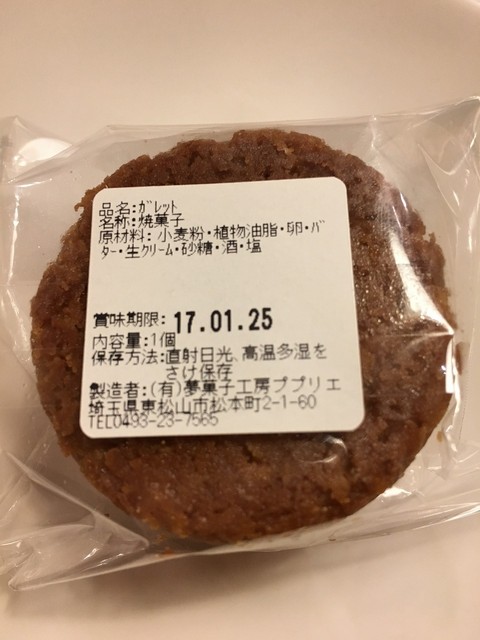 品名:ガレット
名称:焼菓子
原材料: 小麦粉・植物油脂・卵・バ
ター・生クリーム・砂糖・酒・塩
賞味期限: 17.01.25
内容量:1個
保存方法:直射日光、高温多湿を
さけ保存
製造者:(有)夢菓子工房ププリエ
埼玉県東松山市松本町2-1-60
TEL0493-23-7565